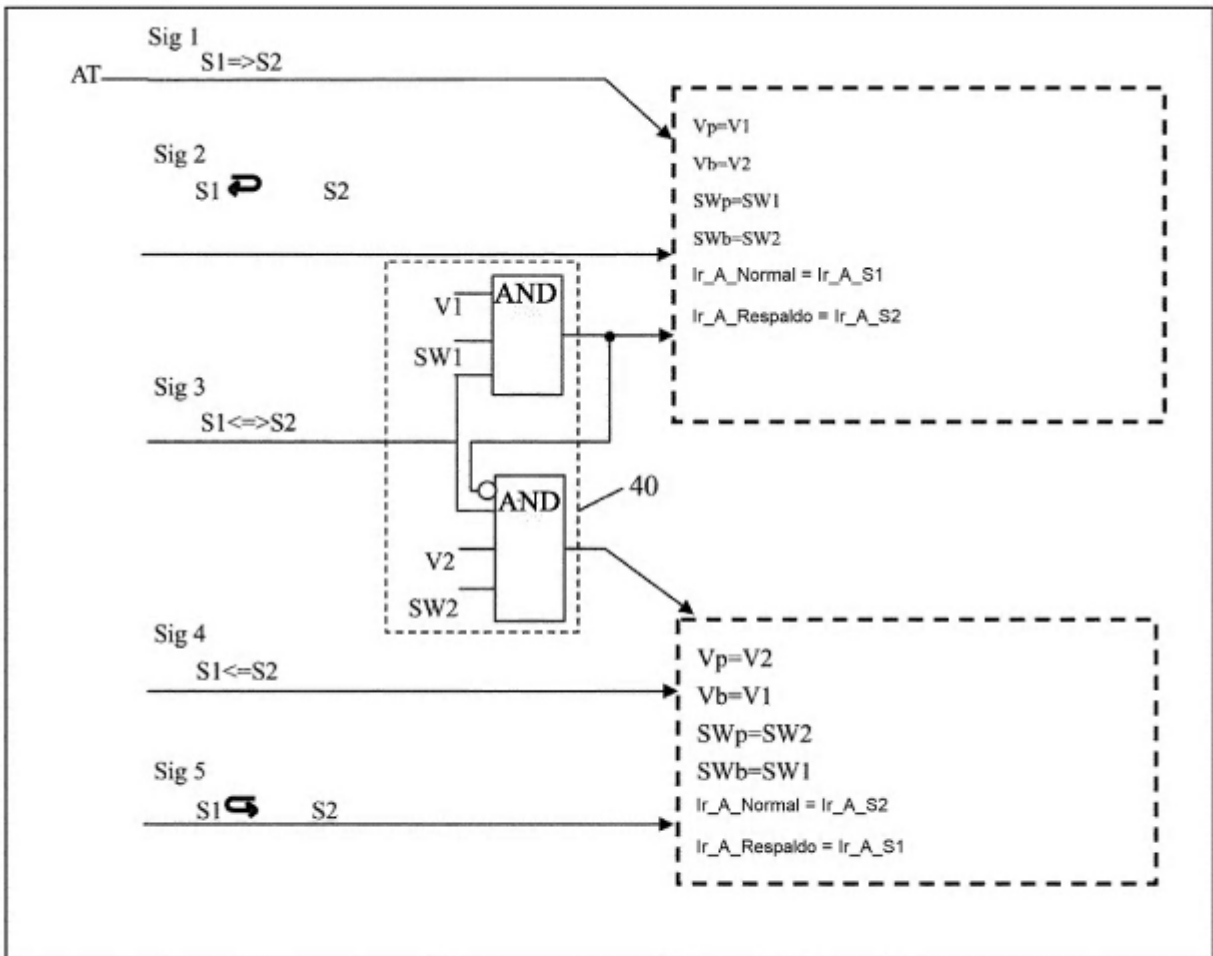 Sig 1
S1=>S2
AT
Vp=V1
Vb=V2
SWp=SW1
SWb=SW2
Ir_A_Normal = Ir_A_S1
Ir_A_Respaldo = Ir_A_S2
Sig 2
S1 S2
AND
V1
SW1
Sig 3
S1<=>S2
AND
40
V2
SW2
Sig 4
S1<=S2
Vp=V2
Vb=V1
SWp=SW2
SWb=SW1
Ir_A_Normal = Ir_A_S2
Ir_A_Respaldo = Ir_A_S1
Sig 5
S1 S2